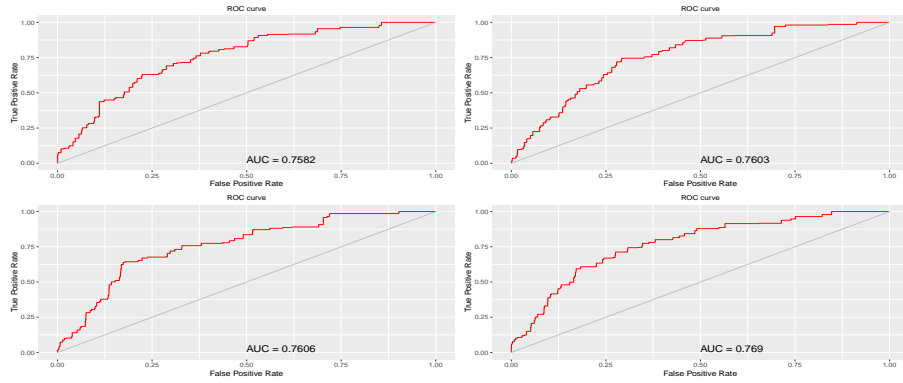 ROC curve
True Positive Rate
1.00
0.75
0.50
0.25
0.00
AUC = 0.7582
0.00 0.25 0.50 0.75 1.00
False Positive Rate
ROC curve
True Positive Rate
1.00
0.75
0.50
0.25
0.00
AUC = 0.7603
0.00 0.25 0.50 0.75 1.00
False Positive Rate
ROC curve
True Positive Rate
1.00
0.75
0.50
0.25
0.00
AUC = 0.7606
0.00 0.25 0.50 0.75 1.00
False Positive Rate
ROC curve
True Positive Rate
1.00
0.75
0.50
0.25
0.00
AUC = 0.769
0.00 0.25 0.50 0.75 1.00
False Positive Rate